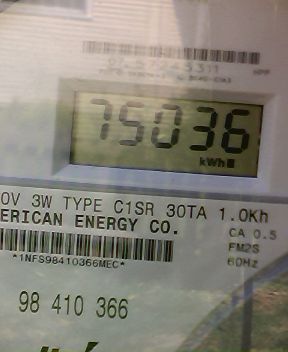 75036
kWh
0V 3W TYPE C1SR 30TA 1.0Kh
ERICAN ENERGY CO.
CA 0.5
FM2S
60Hz
*1NFS98410366MEC*
98 410 366